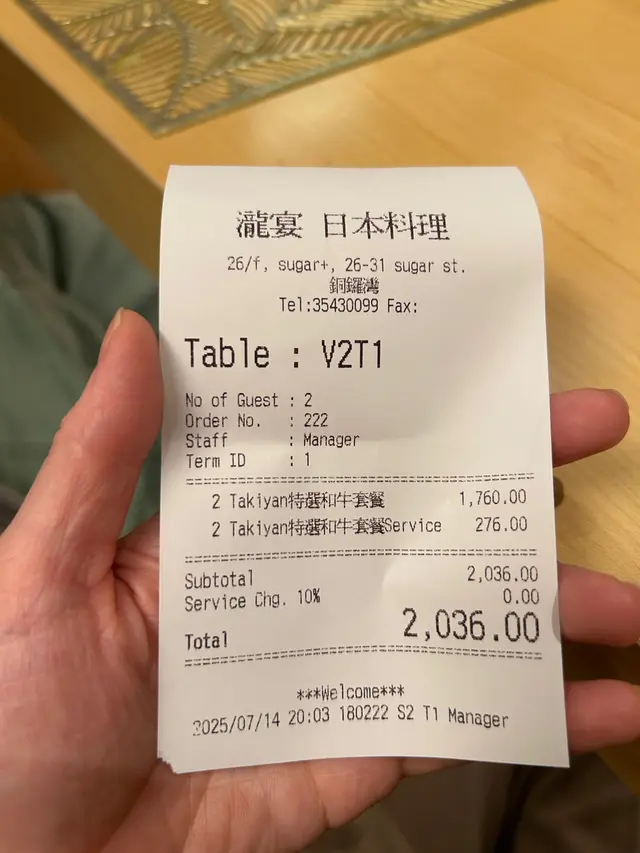 瀧宴 日本料理
26/f, sugar+, 26-31 sugar st.
銅鑼灣
Tel:35430099 Fax:
Table : V2T1
No of Guest : 2
Order No. : 222
Staff : Manager
Term ID : 1
2 Takiyan特選和牛套餐 1,760.00
2 Takiyan特選和牛套餐Service 276.00
Subtotal 2,036.00
Service Chg. 10% 0.00
Total 2,036.00
***Welcome***
2025/07/14 20:03 180222 S2 T1 Manager